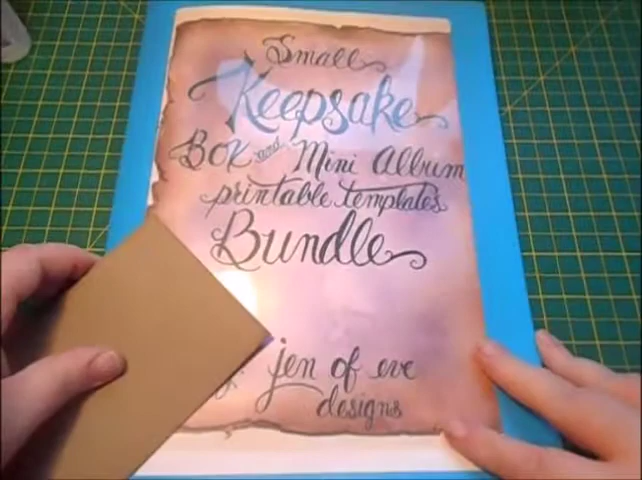 Small
Keepsake
Box and Mini Album
printable templates
Bundle
jen of eve
designs